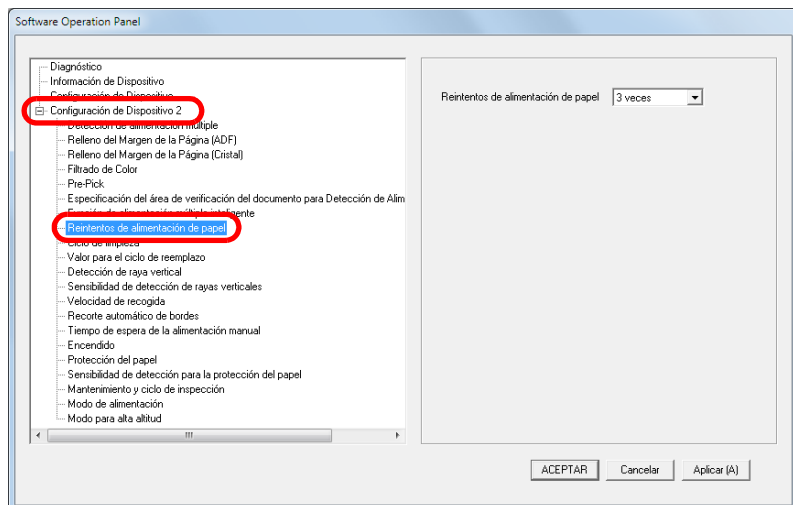 Software Operation Panel
Diagnóstico
Información de Dispositivo
Configuración de Dispositivo
Configuración de Dispositivo 2
Detección de alimentación múltiple
Relleno del Margen de la Página (ADF)
Relleno del Margen de la Página (Cristal)
Filtrado de Color
Pre-Pick
Especificación del área de verificación del documento para Detección de Alim
Función de alimentación múltiple inteligente
Reintentos de alimentación de papel
Ciclo de limpieza
Valor para el ciclo de reemplazo
Detección de raya vertical
Sensibilidad de detección de rayas verticales
Velocidad de recogida
Recorte automático de bordes
Tiempo de espera de la alimentación manual
Encendido
Protección del papel
Sensibilidad de detección para la protección del papel
Mantenimiento y ciclo de inspección
Modo de alimentación
Modo para alta altitud
Reintentos de alimentación de papel 3 veces
ACEPTAR Cancelar Aplicar (A)